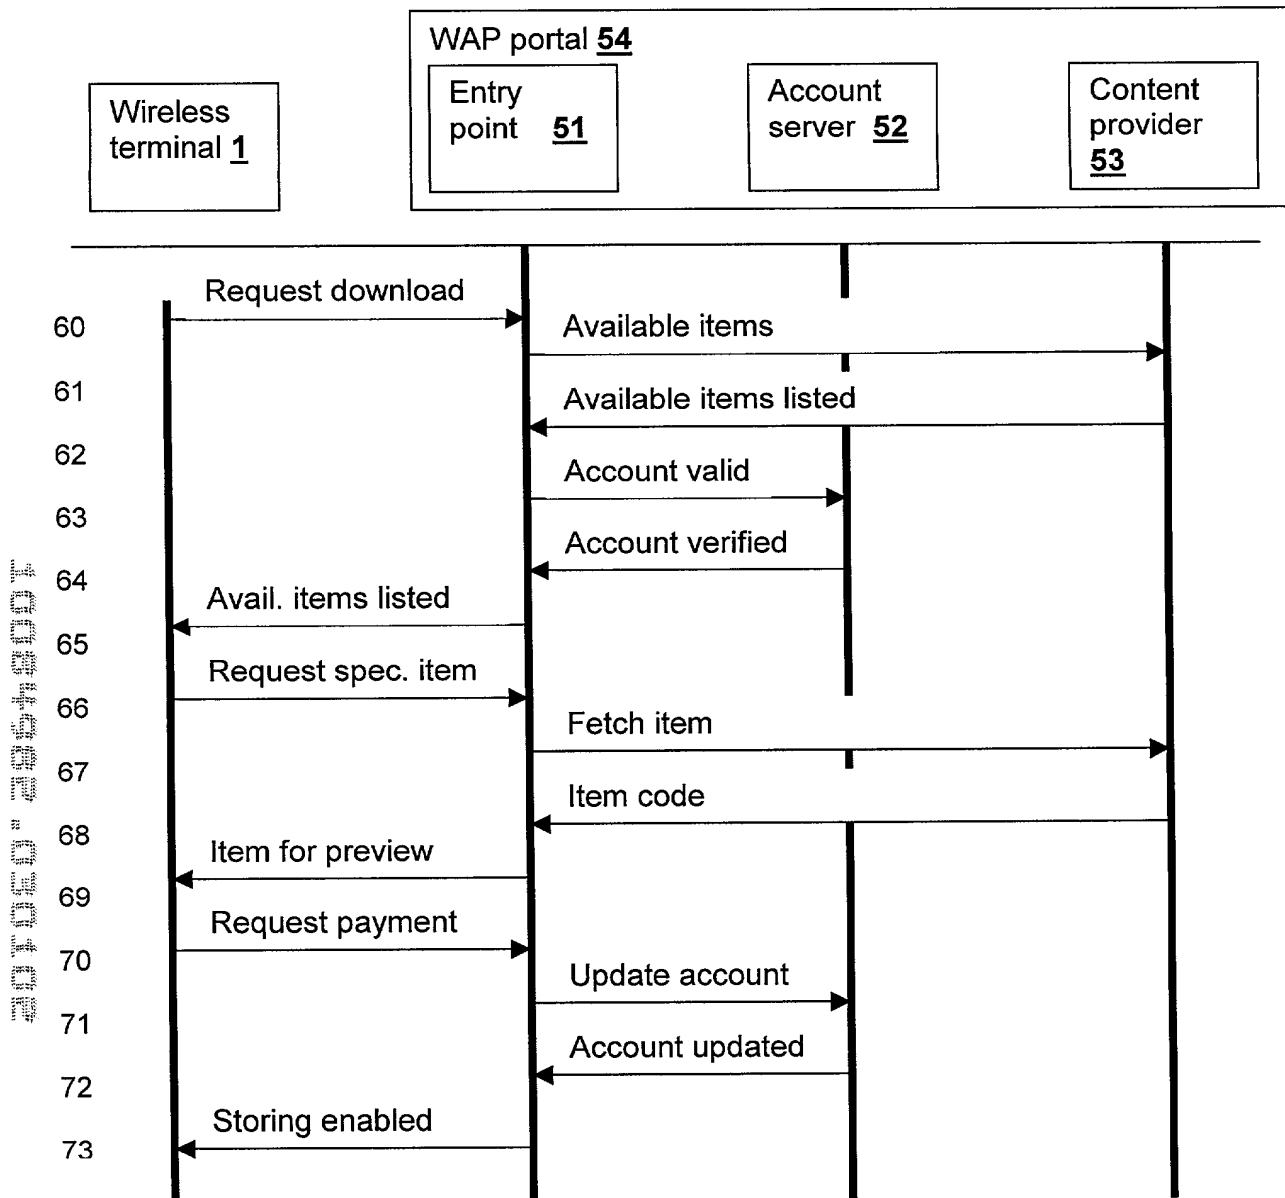 WAP portal 54
Wireless
terminal 1
Entry
point 51
Account
server 52
Content
provider
53
Request download
60
Available items
61
Available items listed
62
Account valid
63
Account verified
64
Avail. items listed
65
Request spec. item
66
Fetch item
67
Item code
68
Item for preview
69
Request payment
70
Update account
71
Account updated
72
Storing enabled
73